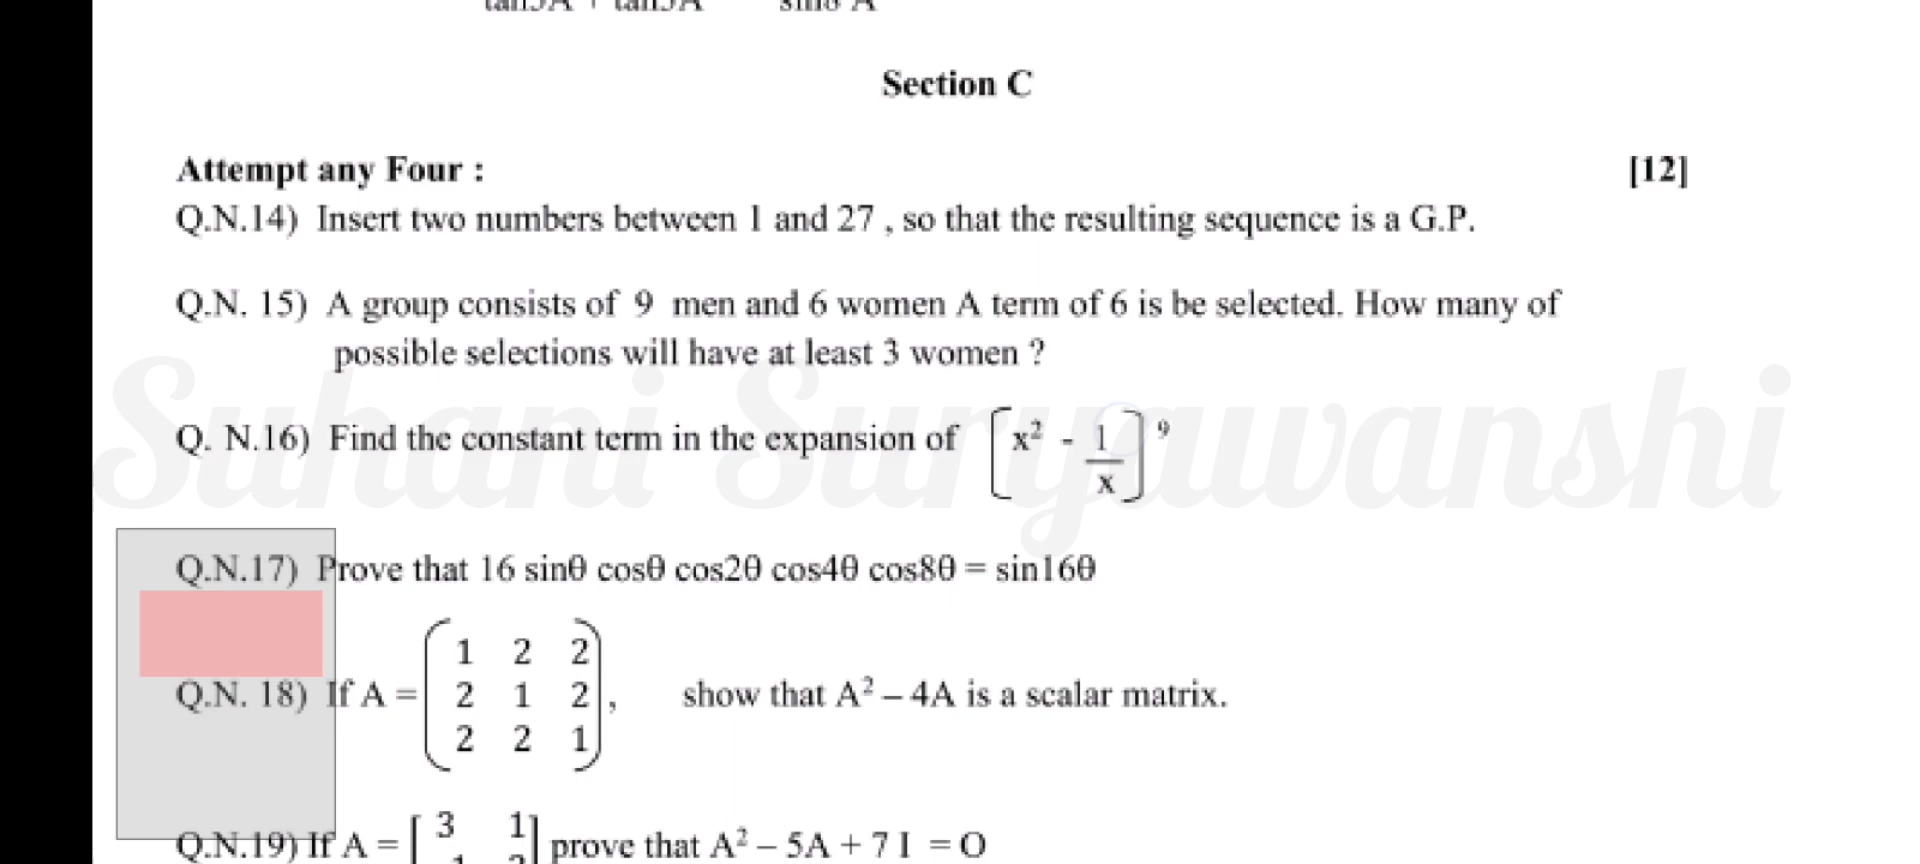 Section C
Attempt any Four : [12]
Q.N.14) Insert two numbers between 1 and 27 , so that the resulting sequence is a G.P.
Q.N. 15) A group consists of 9 men and 6 women A term of 6 is be selected. How many of
possible selections will have at least 3 women ?
Q. N.16) Find the constant term in the expansion of [x² - 1/x]⁹
Q.N.17) Prove that 16 sinθ cosθ cos2θ cos4θ cos8θ = sin16θ
1 2 2
Q.N. 18) If A = 2 1 2 , show that A² – 4A is a scalar matrix.
2 2 1
3 1
Q.N.19) If A = [ ] prove that A² – 5A + 7 I = O
Suhani Suryawanshi